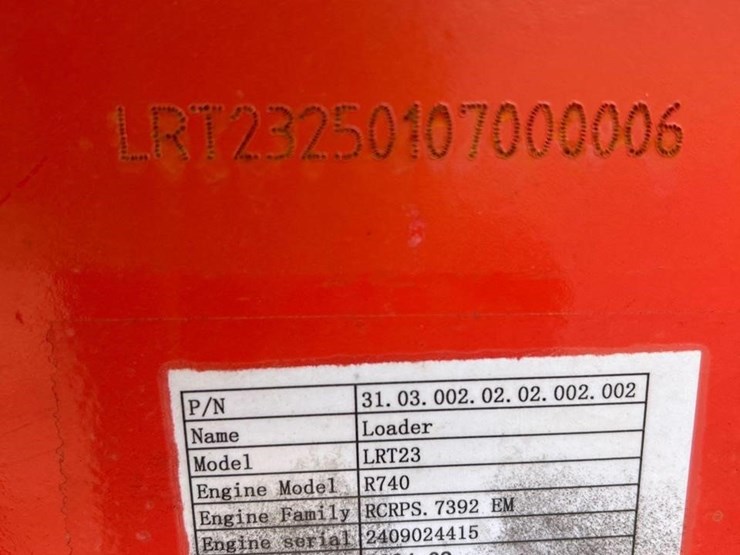 LRT23250107000006
P/N 31.03.002.02.02.002.002
Name Loader
Model LRT23
Engine Model R740
Engine Family RCRPS.7392 EM
Engine serial 2409024415